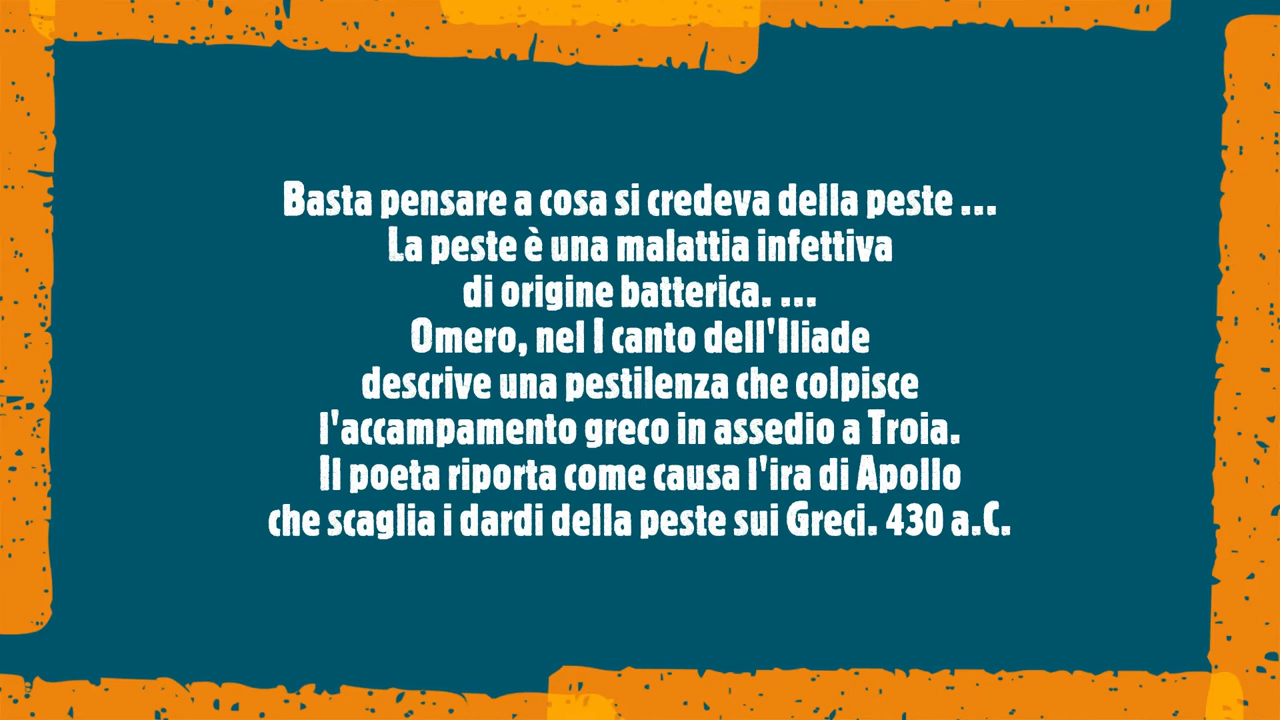 Basta pensare a cosa si credeva della peste ...
La peste è una malattia infettiva
di origine batterica. ...
Omero, nel I canto dell'Iliade
descrive una pestilenza che colpisce
l'accampamento greco in assedio a Troia.
Il poeta riporta come causa l'ira di Apollo
che scaglia i dardi della peste sui Greci. 430 a.C.